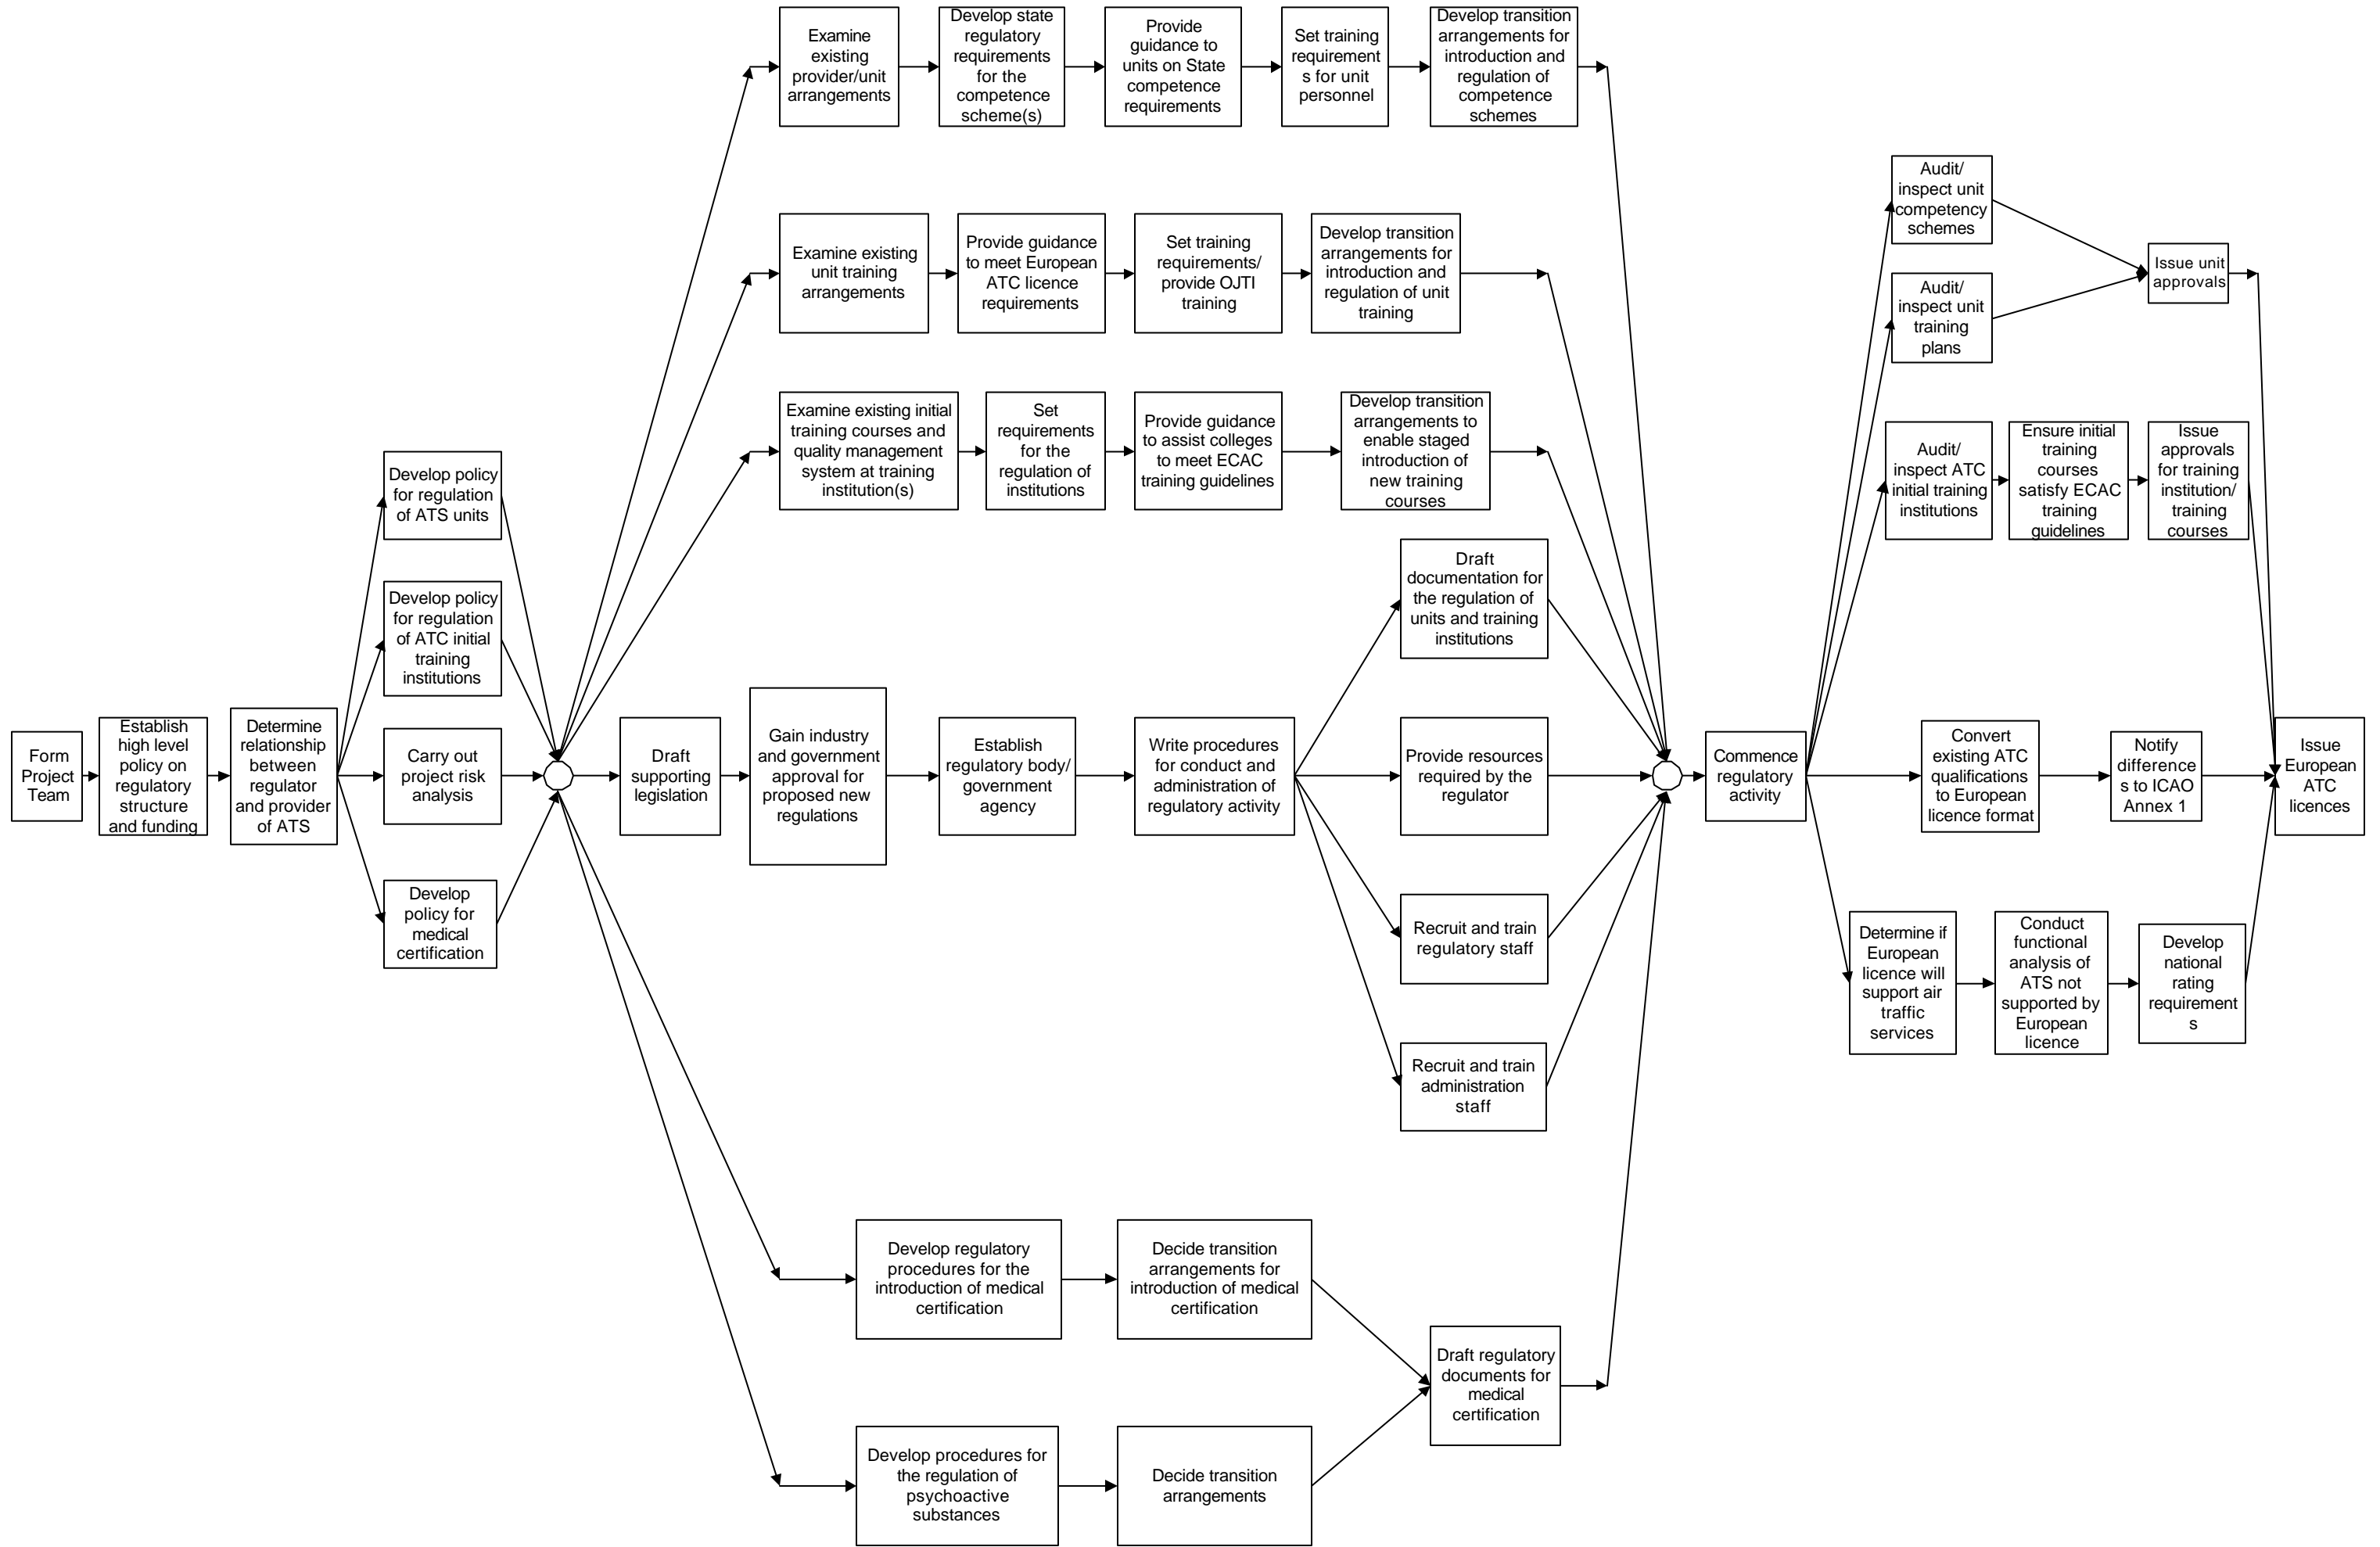 Form
Project
Team
Establish
high level
policy on
regulatory
structure
and funding
Determine
relationship
between
regulator
and provider
of ATS
Develop policy
for regulation
of ATS units
Develop policy
for regulation
of ATC initial
training
institutions
Carry out
project risk
analysis
Develop
policy for
medical
certification
Examine
existing
provider/unit
arrangements
Develop state
regulatory
requirements
for the
competence
scheme(s)
Provide
guidance to
units on State
competence
requirements
Set training
requirement
s for unit
personnel
Develop transition
arrangements for
introduction and
regulation of
competence
schemes
Examine existing
unit training
arrangements
Provide guidance
to meet European
ATC licence
requirements
Set training
requirements/
provide OJTI
training
Develop transition
arrangements for
introduction and
regulation of unit
training
Examine existing initial
training courses and
quality management
system at training
institution(s)
Set
requirements
for the
regulation of
institutions
Provide guidance
to assist colleges
to meet ECAC
training guidelines
Develop transition
arrangements to
enable staged
introduction of
new training
courses
Draft
supporting
legislation
Gain industry
and government
approval for
proposed new
regulations
Establish
regulatory body/
government
agency
Write procedures
for conduct and
administration of
regulatory activity
Draft
documentation for
the regulation of
units and training
institutions
Provide resources
required by the
regulator
Recruit and train
regulatory staff
Recruit and train
administration
staff
Develop regulatory
procedures for the
introduction of medical
certification
Decide transition
arrangements for
introduction of medical
certification
Develop procedures for
the regulation of
psychoactive
substances
Decide transition
arrangements
Draft regulatory
documents for
medical
certification
Commence
regulatory
activity
Audit/
inspect unit
competency
schemes
Audit/
inspect unit
training
plans
Issue unit
approvals
Audit/
inspect ATC
initial training
institutions
Ensure initial
training
courses
satisfy ECAC
training
guidelines
Issue
approvals
for training
institution/
training
courses
Convert
existing ATC
qualifications
to European
licence format
Notify
difference
s to ICAO
Annex 1
Determine if
European
licence will
support air
traffic
services
Conduct
functional
analysis of
ATS not
supported by
European
licence
Develop
national
rating
requirement
s
Issue
European
ATC
licences